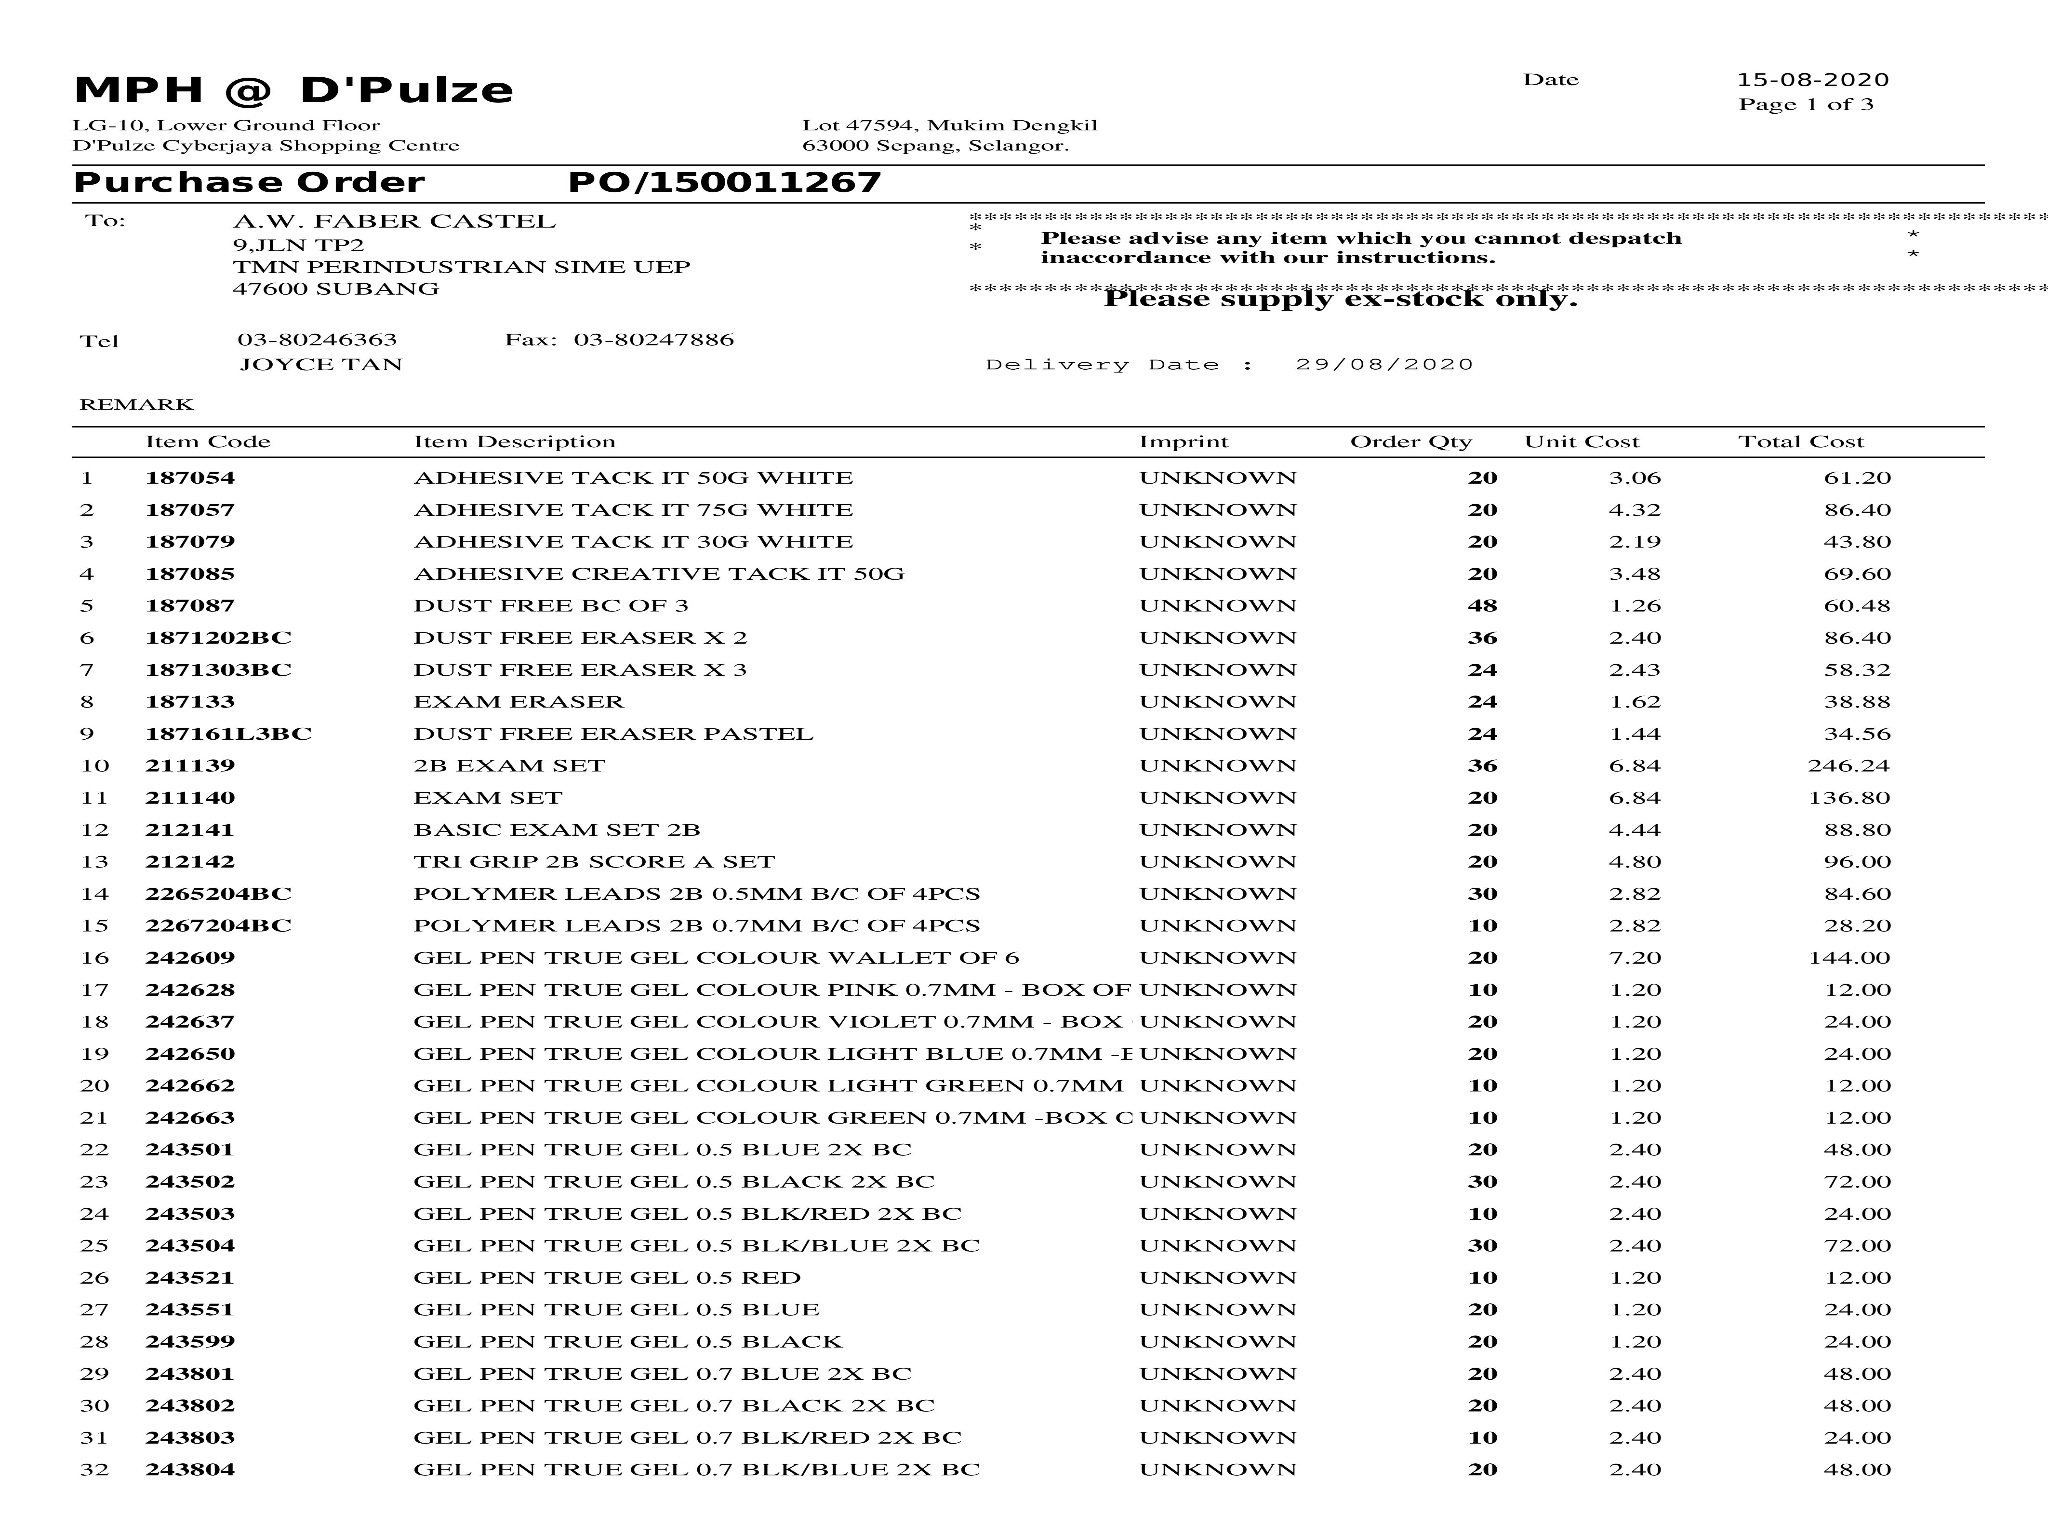 MPH @ D'Pulze
Date 15-08-2020
Page 1 of 3
LG-10, Lower Ground Floor Lot 47594, Mukim Dengkil
D'Pulze Cyberjaya Shopping Centre 63000 Sepang, Selangor.
Purchase Order PO/150011267
To: A.W. FABER CASTEL
9,JLN TP2
TMN PERINDUSTRIAN SIME UEP
47600 SUBANG
* Please advise any item which you cannot despatch *
* inaccordance with our instructions. *
Please supply ex-stock only.
Tel 03-80246363 Fax: 03-80247886
JOYCE TAN Delivery Date : 29/08/2020
REMARK
Item Code Item Description Imprint Order Qty Unit Cost Total Cost
1 187054 ADHESIVE TACK IT 50G WHITE UNKNOWN 20 3.06 61.20
2 187057 ADHESIVE TACK IT 75G WHITE UNKNOWN 20 4.32 86.40
3 187079 ADHESIVE TACK IT 30G WHITE UNKNOWN 20 2.19 43.80
4 187085 ADHESIVE CREATIVE TACK IT 50G UNKNOWN 20 3.48 69.60
5 187087 DUST FREE BC OF 3 UNKNOWN 48 1.26 60.48
6 1871202BC DUST FREE ERASER X 2 UNKNOWN 36 2.40 86.40
7 1871303BC DUST FREE ERASER X 3 UNKNOWN 24 2.43 58.32
8 187133 EXAM ERASER UNKNOWN 24 1.62 38.88
9 187161L3BC DUST FREE ERASER PASTEL UNKNOWN 24 1.44 34.56
10 211139 2B EXAM SET UNKNOWN 36 6.84 246.24
11 211140 EXAM SET UNKNOWN 20 6.84 136.80
12 212141 BASIC EXAM SET 2B UNKNOWN 20 4.44 88.80
13 212142 TRI GRIP 2B SCORE A SET UNKNOWN 20 4.80 96.00
14 2265204BC POLYMER LEADS 2B 0.5MM B/C OF 4PCS UNKNOWN 30 2.82 84.60
15 2267204BC POLYMER LEADS 2B 0.7MM B/C OF 4PCS UNKNOWN 10 2.82 28.20
16 242609 GEL PEN TRUE GEL COLOUR WALLET OF 6 UNKNOWN 20 7.20 144.00
17 242628 GEL PEN TRUE GEL COLOUR PINK 0.7MM - BOX OF UNKNOWN 10 1.20 12.00
18 242637 GEL PEN TRUE GEL COLOUR VIOLET 0.7MM - BOX UNKNOWN 20 1.20 24.00
19 242650 GEL PEN TRUE GEL COLOUR LIGHT BLUE 0.7MM - UNKNOWN 20 1.20 24.00
20 242662 GEL PEN TRUE GEL COLOUR LIGHT GREEN 0.7MM UNKNOWN 10 1.20 12.00
21 242663 GEL PEN TRUE GEL COLOUR GREEN 0.7MM -BOX UNKNOWN 10 1.20 12.00
22 243501 GEL PEN TRUE GEL 0.5 BLUE 2X BC UNKNOWN 20 2.40 48.00
23 243502 GEL PEN TRUE GEL 0.5 BLACK 2X BC UNKNOWN 30 2.40 72.00
24 243503 GEL PEN TRUE GEL 0.5 BLK/RED 2X BC UNKNOWN 10 2.40 24.00
25 243504 GEL PEN TRUE GEL 0.5 BLK/BLUE 2X BC UNKNOWN 30 2.40 72.00
26 243521 GEL PEN TRUE GEL 0.5 RED UNKNOWN 10 1.20 12.00
27 243551 GEL PEN TRUE GEL 0.5 BLUE UNKNOWN 20 1.20 24.00
28 243599 GEL PEN TRUE GEL 0.5 BLACK UNKNOWN 20 1.20 24.00
29 243801 GEL PEN TRUE GEL 0.7 BLUE 2X BC UNKNOWN 20 2.40 48.00
30 243802 GEL PEN TRUE GEL 0.7 BLACK 2X BC UNKNOWN 20 2.40 48.00
31 243803 GEL PEN TRUE GEL 0.7 BLK/RED 2X BC UNKNOWN 10 2.40 24.00
32 243804 GEL PEN TRUE GEL 0.7 BLK/BLUE 2X BC UNKNOWN 20 2.40 48.00